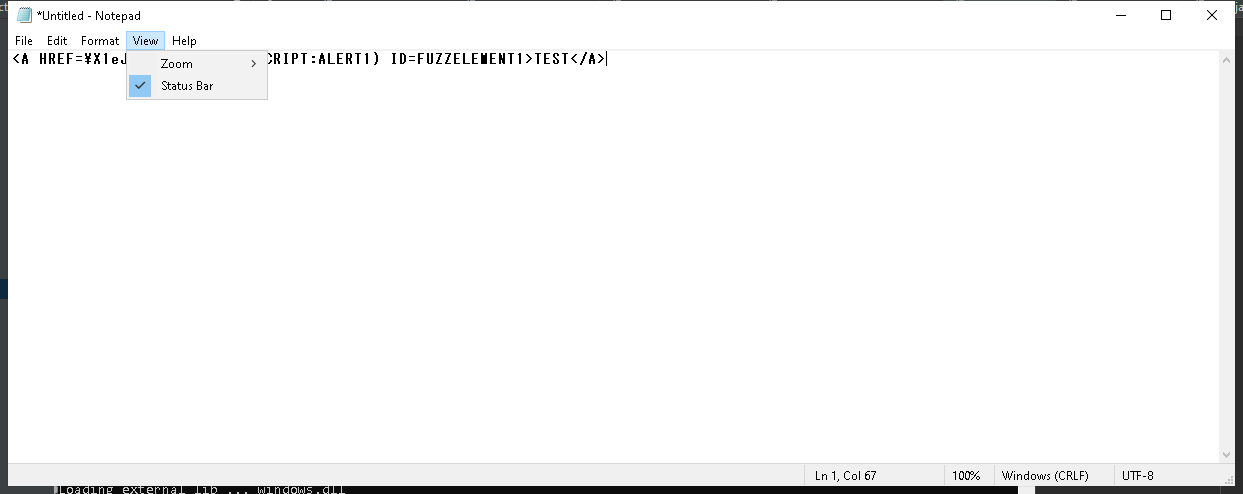 *Untitled - Notepad
File Edit Format View Help
<A HREF=¥X1eJ CRIPT:ALERT1) ID=FUZZELEMENT1>TEST</A>
Zoom
Status Bar
Ln 1, Col 67 100% Windows (CRLF) UTF-8
Loading external lib ... windows.dll